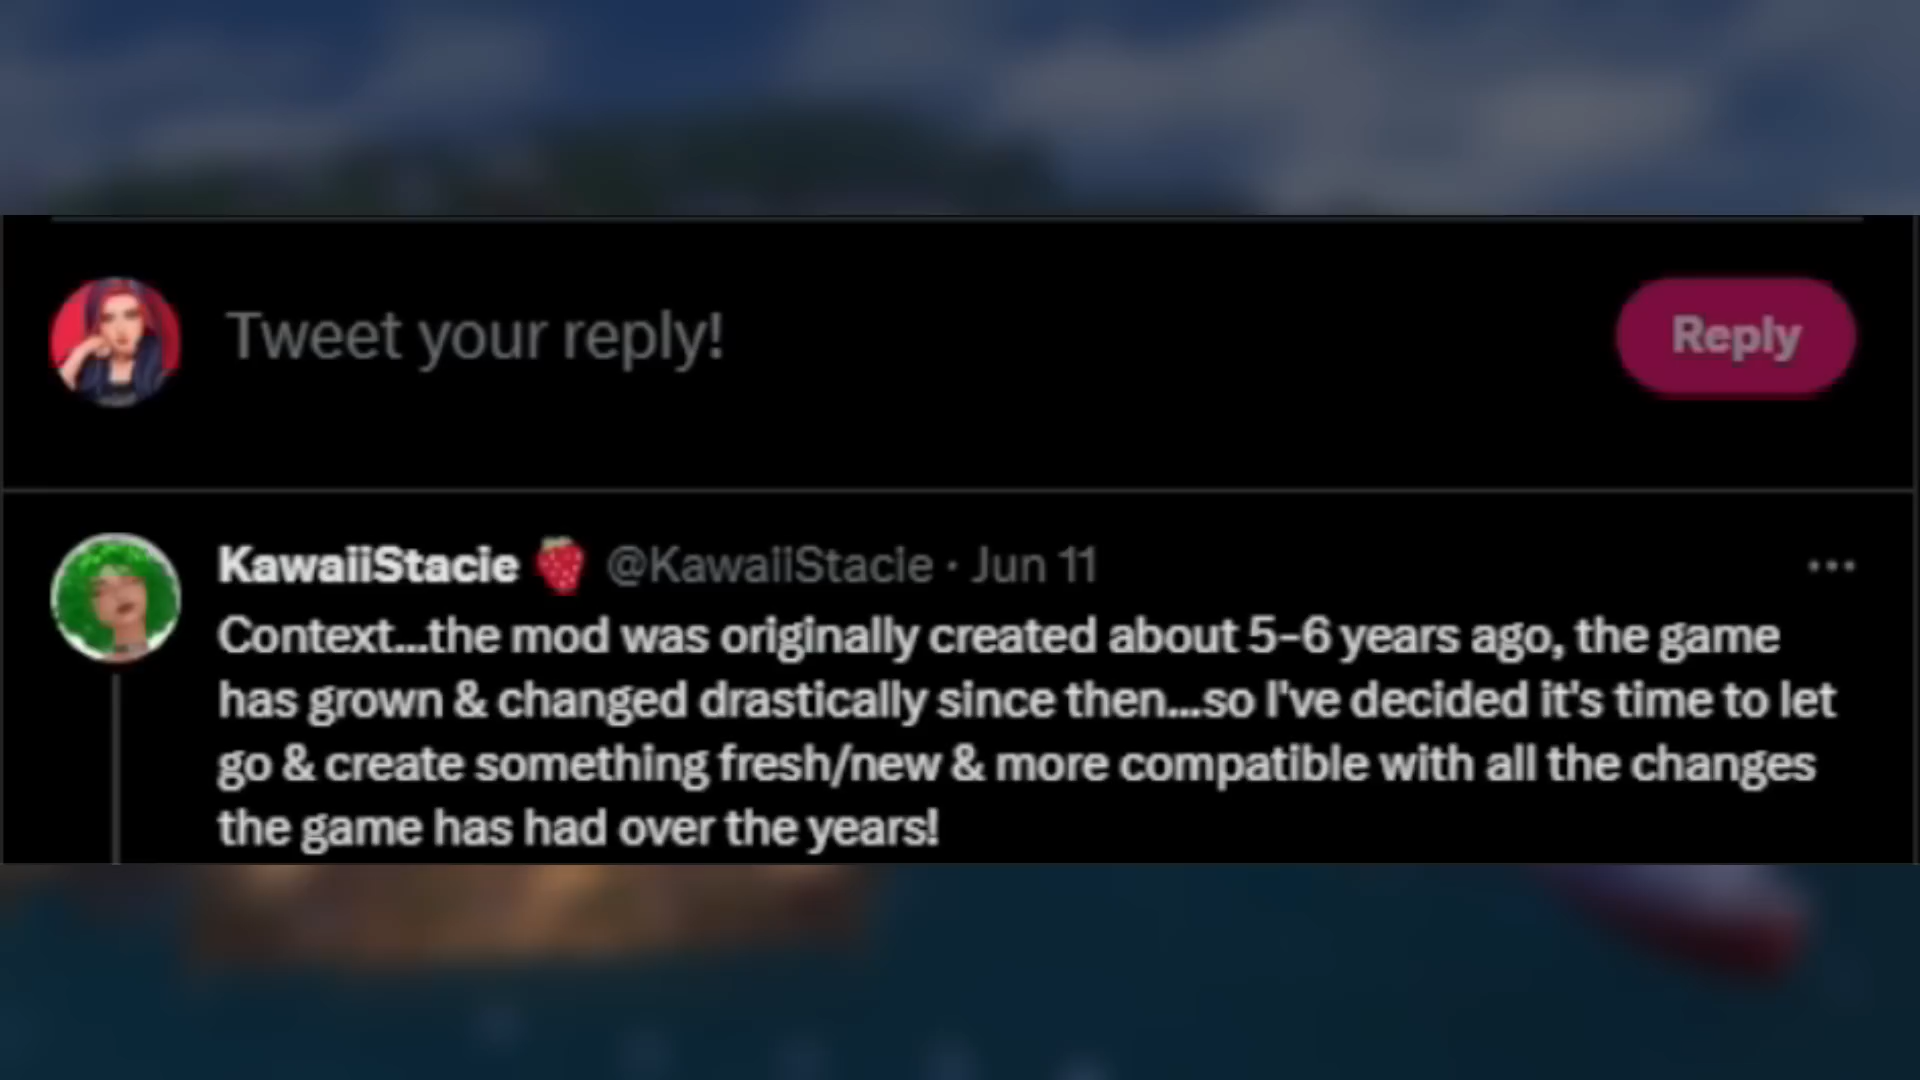 Tweet your reply!
Reply
KawaiiStacie 🍓 @KawaiiStacie · Jun 11
Context...the mod was originally created about 5-6 years ago, the game
has grown & changed drastically since then...so I've decided it's time to let
go & create something fresh/new & more compatible with all the changes
the game has had over the years!